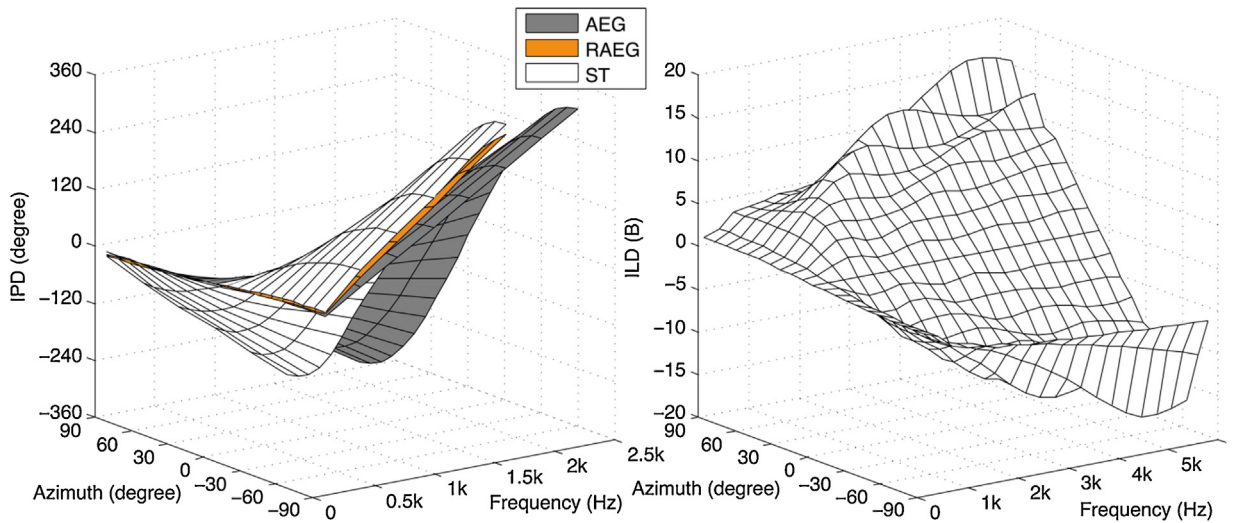 AEG
RAEG
ST
360
240
120
0
−120
−240
−360
IPD (degree)
90
60
30
0
−30
−60
−90
Azimuth (degree)
0
0.5k
1k
1.5k
2k
2.5k
Frequency (Hz)
20
15
10
5
0
−5
−10
−15
−20
ILD (B)
90
60
30
0
−30
−60
−90
Azimuth (degree)
0
1k
2k
3k
4k
5k
Frequency (Hz)